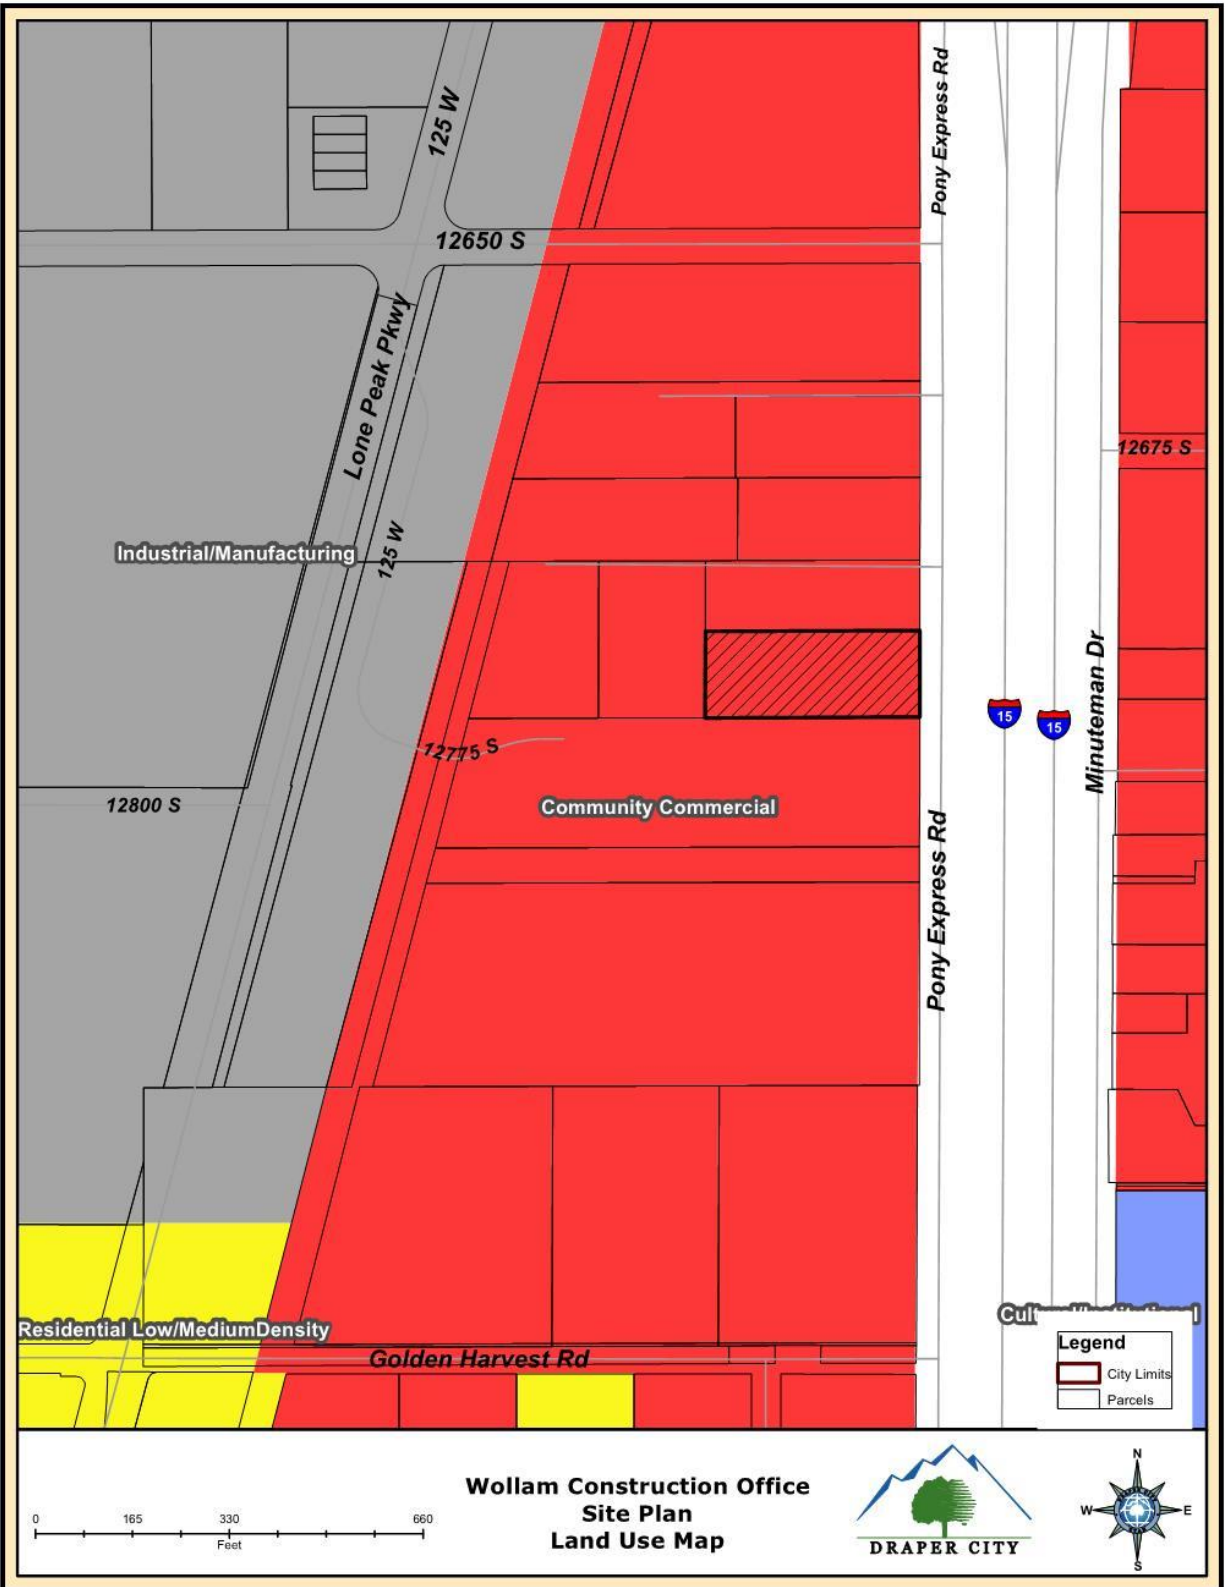 Pony Express Rd
125 W
12650 S
Lone Peak Pkwy
12675 S
Industrial/Manufacturing
125 W
Minuteman Dr
15
15
12775 S
12800 S
Community Commercial
Pony Express Rd
Residential Low/MediumDensity
Golden Harvest Rd
Legend
City Limits
Parcels
Wollam Construction Office
Site Plan
Land Use Map
0 165 330 660
Feet
DRAPER CITY
N
W E
S